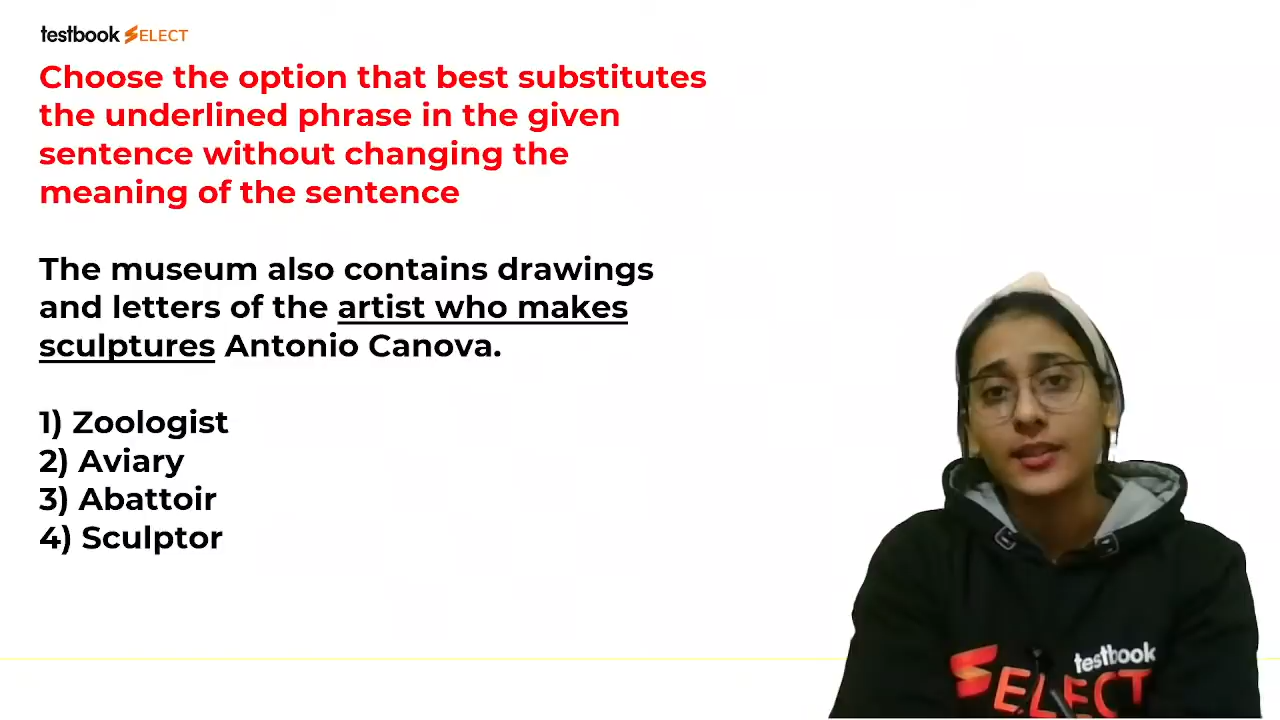 testbook SELECT
Choose the option that best substitutes
the underlined phrase in the given
sentence without changing the
meaning of the sentence
The museum also contains drawings
and letters of the artist who makes
sculptures Antonio Canova.
1) Zoologist
2) Aviary
3) Abattoir
4) Sculptor
testbook
SELECT